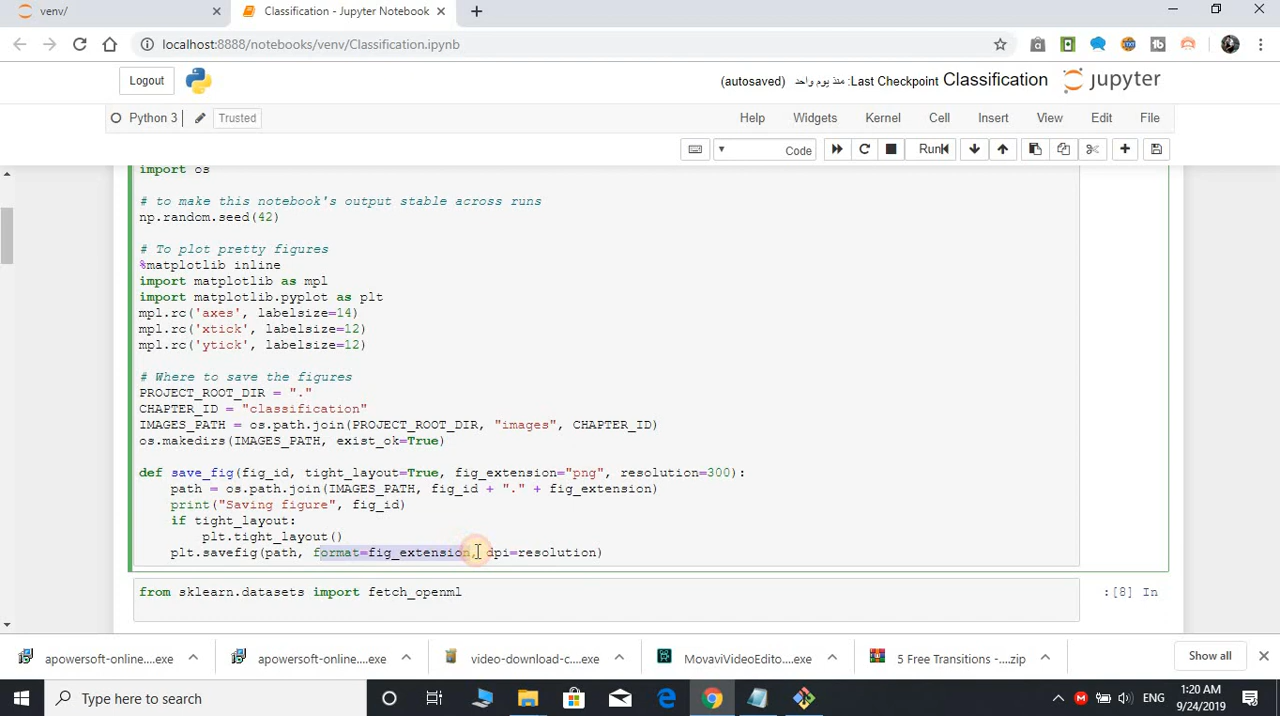 venv/
Classification - Jupyter Notebook
localhost:8888/notebooks/venv/Classification.ipynb
Logout
(autosaved) منذ يوم واحد :Last Checkpoint Classification jupyter
Python 3 Trusted Help Widgets Kernel Cell Insert View Edit File
Code Run
import os
# to make this notebook's output stable across runs
np.random.seed(42)
# To plot pretty figures
%matplotlib inline
import matplotlib as mpl
import matplotlib.pyplot as plt
mpl.rc('axes', labelsize=14)
mpl.rc('xtick', labelsize=12)
mpl.rc('ytick', labelsize=12)
# Where to save the figures
PROJECT_ROOT_DIR = "."
CHAPTER_ID = "classification"
IMAGES_PATH = os.path.join(PROJECT_ROOT_DIR, "images", CHAPTER_ID)
os.makedirs(IMAGES_PATH, exist_ok=True)
def save_fig(fig_id, tight_layout=True, fig_extension="png", resolution=300):
path = os.path.join(IMAGES_PATH, fig_id + "." + fig_extension)
print("Saving figure", fig_id)
if tight_layout:
plt.tight_layout()
plt.savefig(path, format=fig_extension, dpi=resolution)
from sklearn.datasets import fetch_openml
:[8] In
apowersoft-online....exe
apowersoft-online....exe
video-download-c....exe
MovaviVideoEdito....exe
5 Free Transitions -....zip
Show all
Type here to search
ENG
1:20 AM
9/24/2019